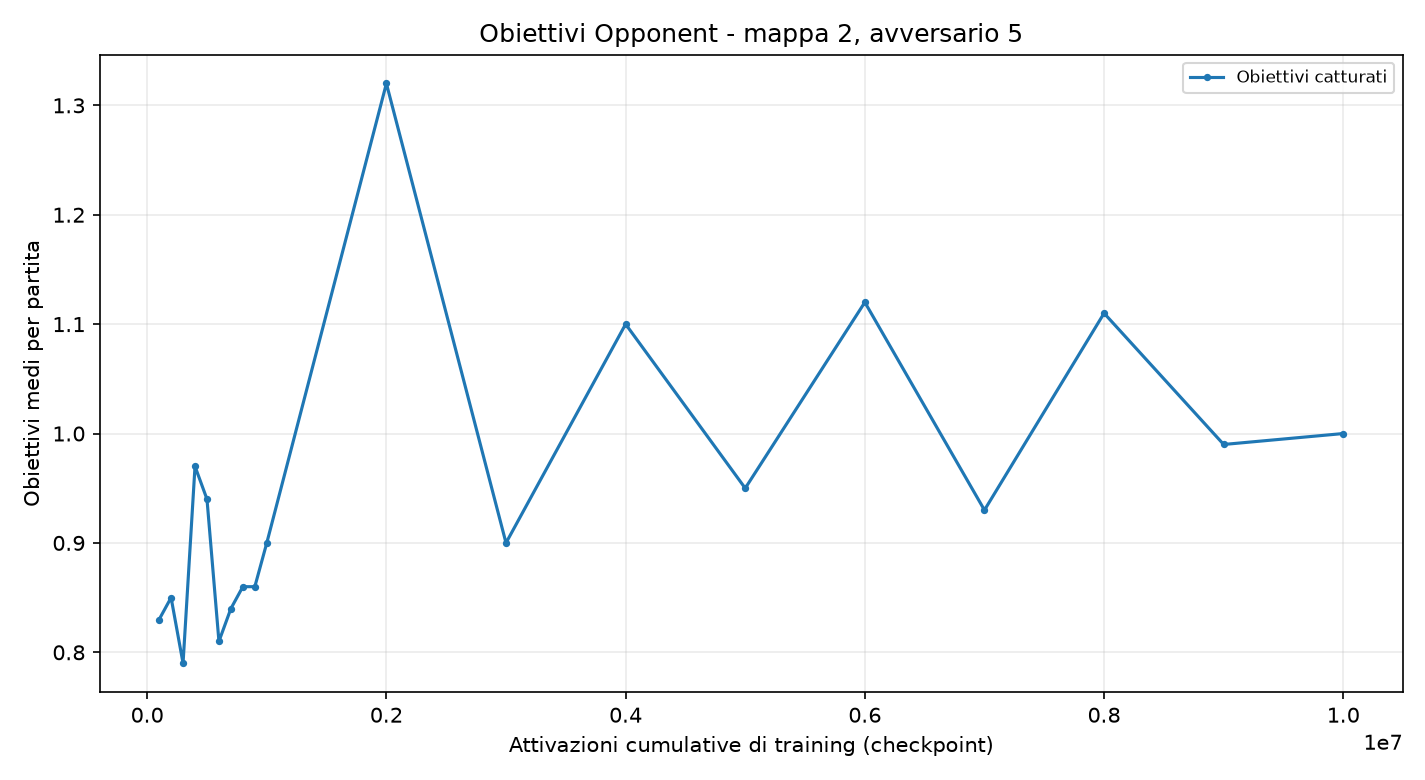 Obiettivi Opponent - mappa 2, avversario 5
Obiettivi catturati
Obiettivi medi per partita
1.3
1.2
1.1
1.0
0.9
0.8
0.0 0.2 0.4 0.6 0.8 1.0
1e7
Attivazioni cumulative di training (checkpoint)